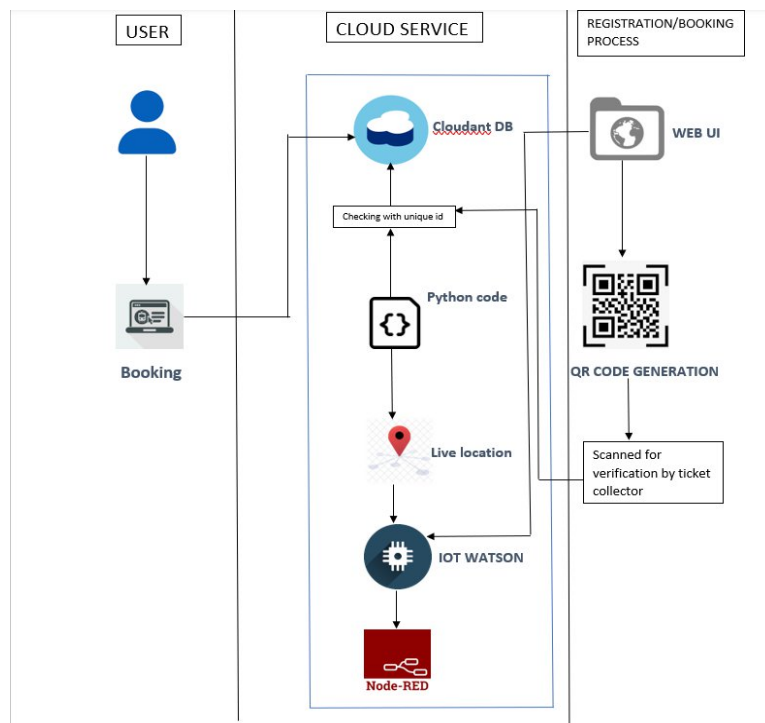 USER
CLOUD SERVICE
REGISTRATION/BOOKING
PROCESS
Cloudant DB
WEB UI
Checking with unique id
Python code
Booking
QR CODE GENERATION
Live location
Scanned for
verification by ticket
collector
IOT WATSON
Node-RED